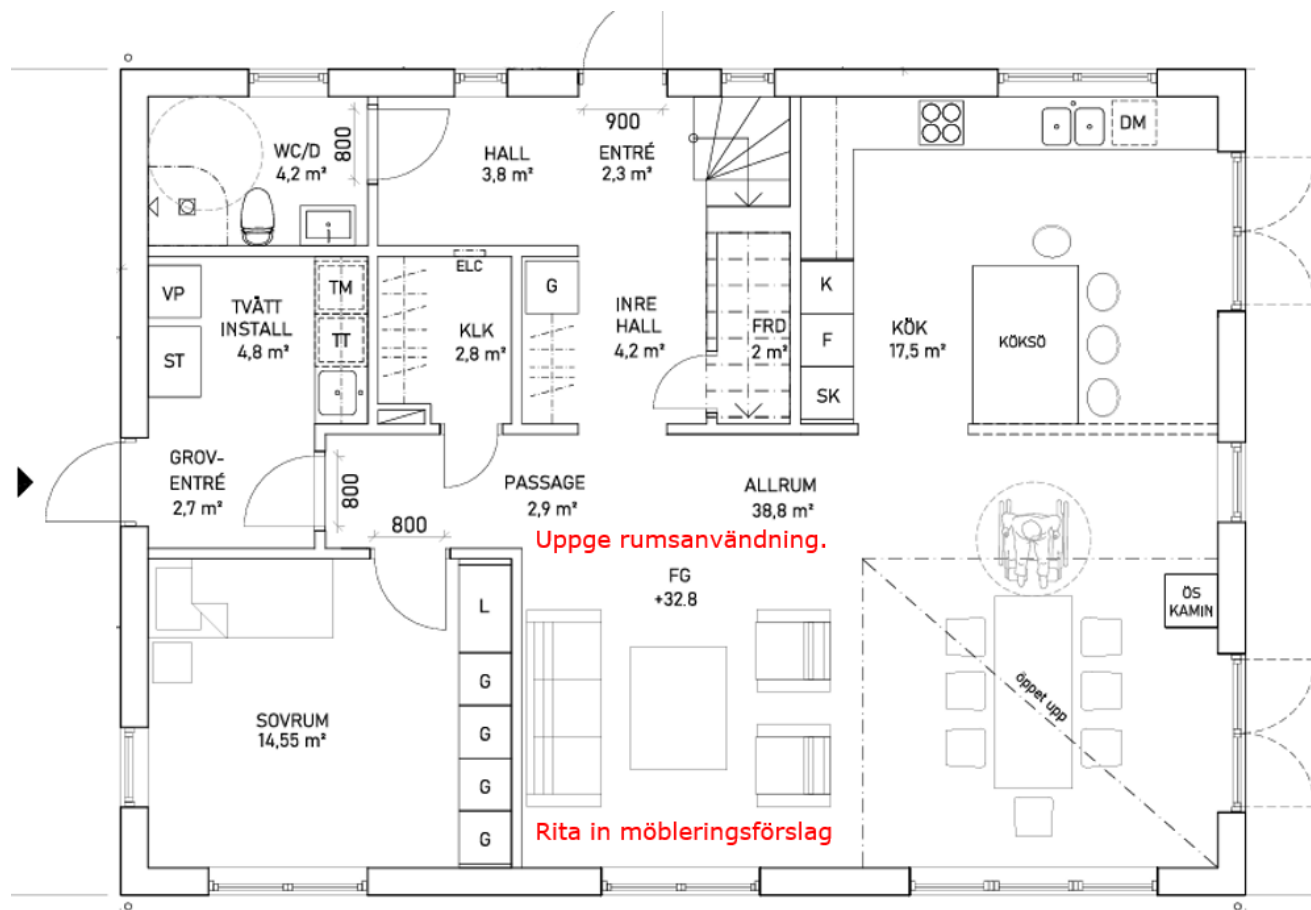 WC/D
4,2 m²
800
HALL
3,8 m²
900
ENTRÉ
2,3 m²
DM
VP
ST
TVÄTT
INSTALL
4,8 m²
TM
TT
ELC
KLK
2,8 m²
G
INRE
HALL
4,2 m²
FRD
2 m²
K
F
SK
KÖK
17,5 m²
KÖKSÖ
GROV-
ENTRÉ
2,7 m²
800
800
PASSAGE
2,9 m²
ALLRUM
38,8 m²
Uppge rumsanvändning.
FG
+32.8
ÖS
KAMIN
L
G
G
G
G
SOVRUM
14,55 m²
öppet upp
Rita in möbleringsförslag